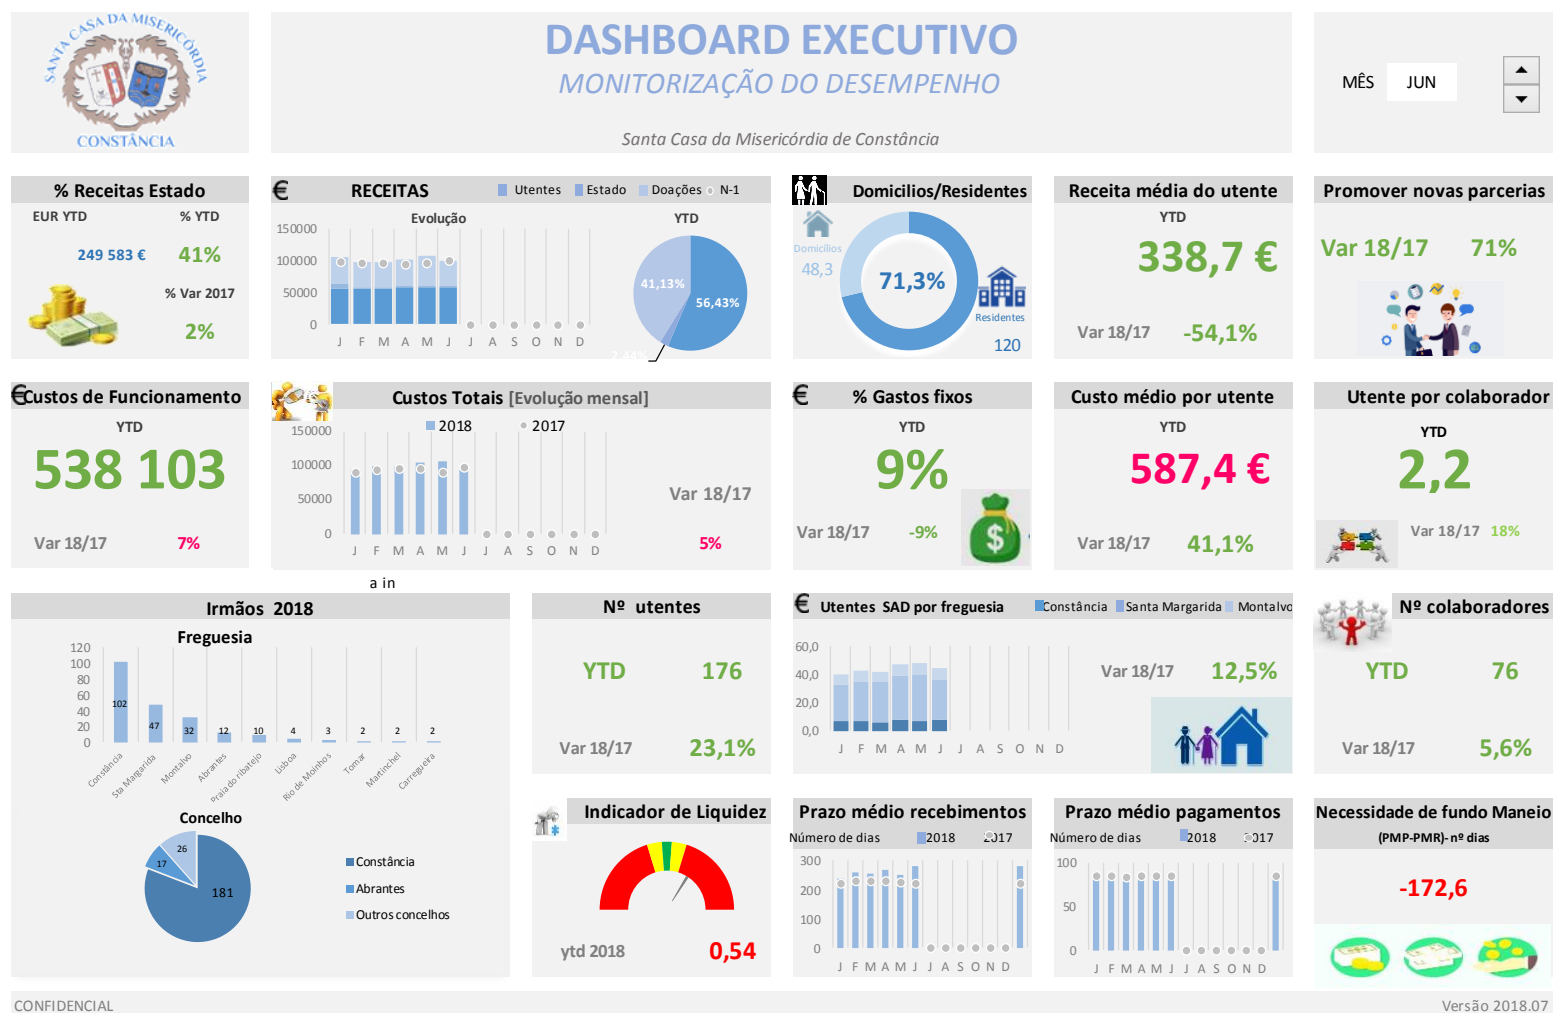 SANTA CASA DA MISERICÓRDIA
CONSTÂNCIA
DASHBOARD EXECUTIVO
MONITORIZAÇÃO DO DESEMPENHO
Santa Casa da Misericórdia de Constância
MÊS JUN
% Receitas Estado
EUR YTD % YTD
249 583 € 41%
% Var 2017
2%
€ RECEITAS Utentes Estado Doações N-1
Evolução YTD
150000
100000
50000
0
J F M A M J J A S O N D
41,13% 56,43%
2,44%
Domicilios/Residentes
Domicílios
48,3
71,3%
Residentes
120
Receita média do utente
YTD
338,7 €
Var 18/17 -54,1%
Promover novas parcerias
Var 18/17 71%
€Custos de Funcionamento
YTD
538 103
Var 18/17 7%
Custos Totais [Evolução mensal]
2018 2017
150000
100000
50000
0
J F M A M J J A S O N D
Var 18/17
5%
a in
€ % Gastos fixos
YTD
9%
Var 18/17 -9%
$
Custo médio por utente
YTD
587,4 €
Var 18/17 41,1%
Utente por colaborador
YTD
2,2
Var 18/17 18%
Irmãos 2018
Freguesia
120
100
80
60
40
20
0
102 47 32 12 10 4 3 2 2 2
Constância Sta Margarida Montalvo Abrantes Praia do ribatejo Lisboa Rio de Moinhos Tomar Martinchel Carregueira
Concelho
26
17
181
Constância
Abrantes
Outros concelhos
Nº utentes
YTD 176
Var 18/17 23,1%
€ Utentes SAD por freguesia Constância Santa Margarida Montalvo
60,0
40,0
20,0
0,0
J F M A M J J A S O N D
Var 18/17 12,5%
Nº colaboradores
YTD 76
Var 18/17 5,6%
Indicador de Liquidez
ytd 2018 0,54
Prazo médio recebimentos
Número de dias 2018 2017
300
200
100
0
J F M A M J J A S O N D
Prazo médio pagamentos
Número de dias 2018 2017
100
50
0
J F M A M J J A S O N D
Necessidade de fundo Maneio
(PMP-PMR)- nº dias
-172,6
CONFIDENCIAL Versão 2018.07